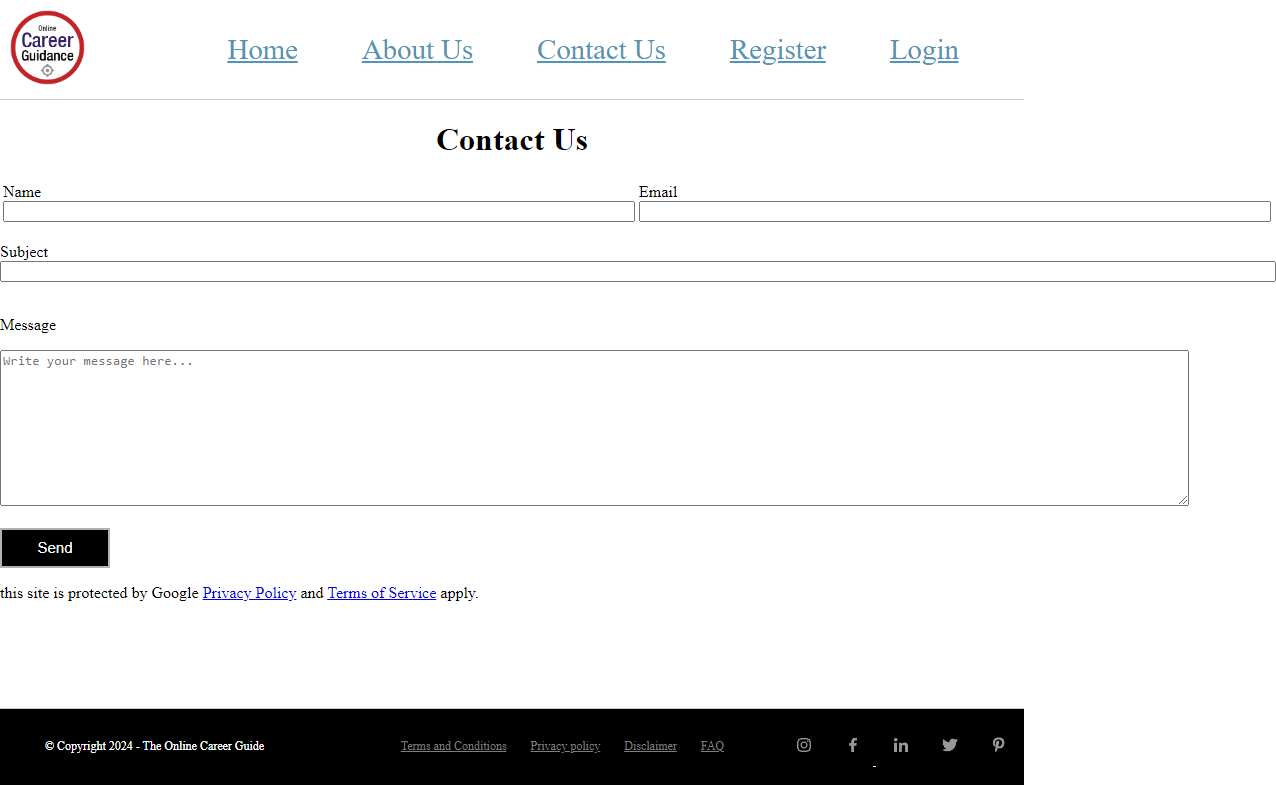 Online
Career
Guidance
Home About Us Contact Us Register Login
Contact Us
Name Email
Subject
Message
Write your message here...
Send
this site is protected by Google Privacy Policy and Terms of Service apply.
© Copyright 2024 - The Online Career Guide Terms and Conditions Privacy policy Disclaimer FAQ